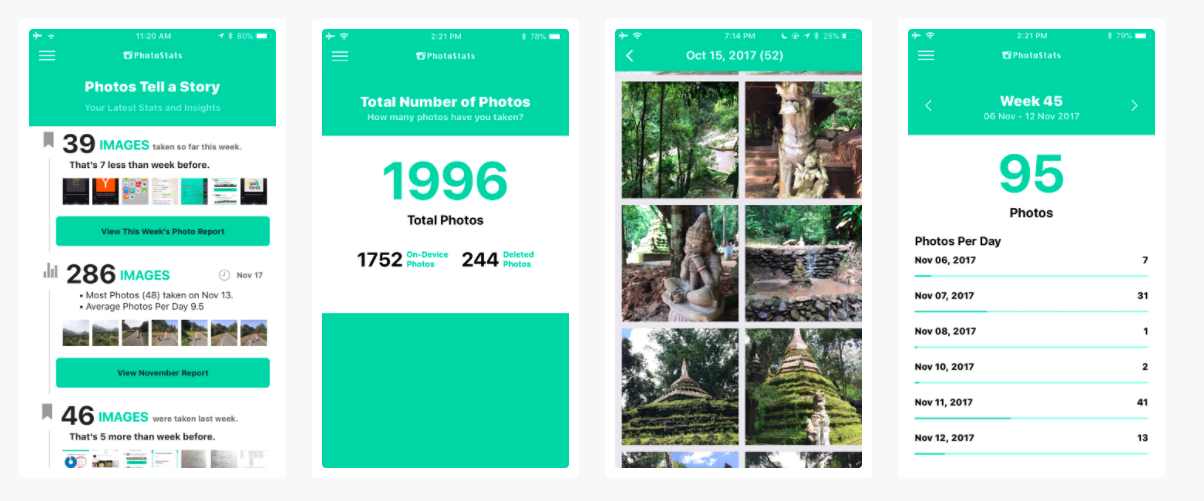 11:20 AM
80%
PhotoStats
Photos Tell a Story
Your Latest Stats and Insights
39 IMAGES taken so far this week.
That's 7 less than week before.
View This Week's Photo Report
286 IMAGES
Nov 17
• Most Photos (48) taken on Nov 13.
• Average Photos Per Day 9.5
View November Report
46 IMAGES were taken last week.
That's 5 more than week before.
2:21 PM
78%
PhotoStats
Total Number of Photos
How many photos have you taken?
1996
Total Photos
1752 On-Device Photos
244 Deleted Photos
7:14 PM
25%
Oct 15, 2017 (52)
2:21 PM
79%
PhotoStats
Week 45
06 Nov - 12 Nov 2017
95
Photos
Photos Per Day
Nov 06, 2017 7
Nov 07, 2017 31
Nov 08, 2017 1
Nov 10, 2017 2
Nov 11, 2017 41
Nov 12, 2017 13